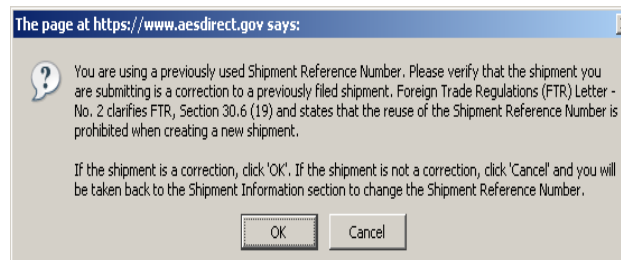 The page at https://www.aesdirect.gov says:
You are using a previously used Shipment Reference Number. Please verify that the shipment you
are submitting is a correction to a previously filed shipment. Foreign Trade Regulations (FTR) Letter -
No. 2 clarifies FTR, Section 30.6 (19) and states that the reuse of the Shipment Reference Number is
prohibited when creating a new shipment.
If the shipment is a correction, click 'OK'. If the shipment is not a correction, click 'Cancel' and you will
be taken back to the Shipment Information section to change the Shipment Reference Number.
OK
Cancel